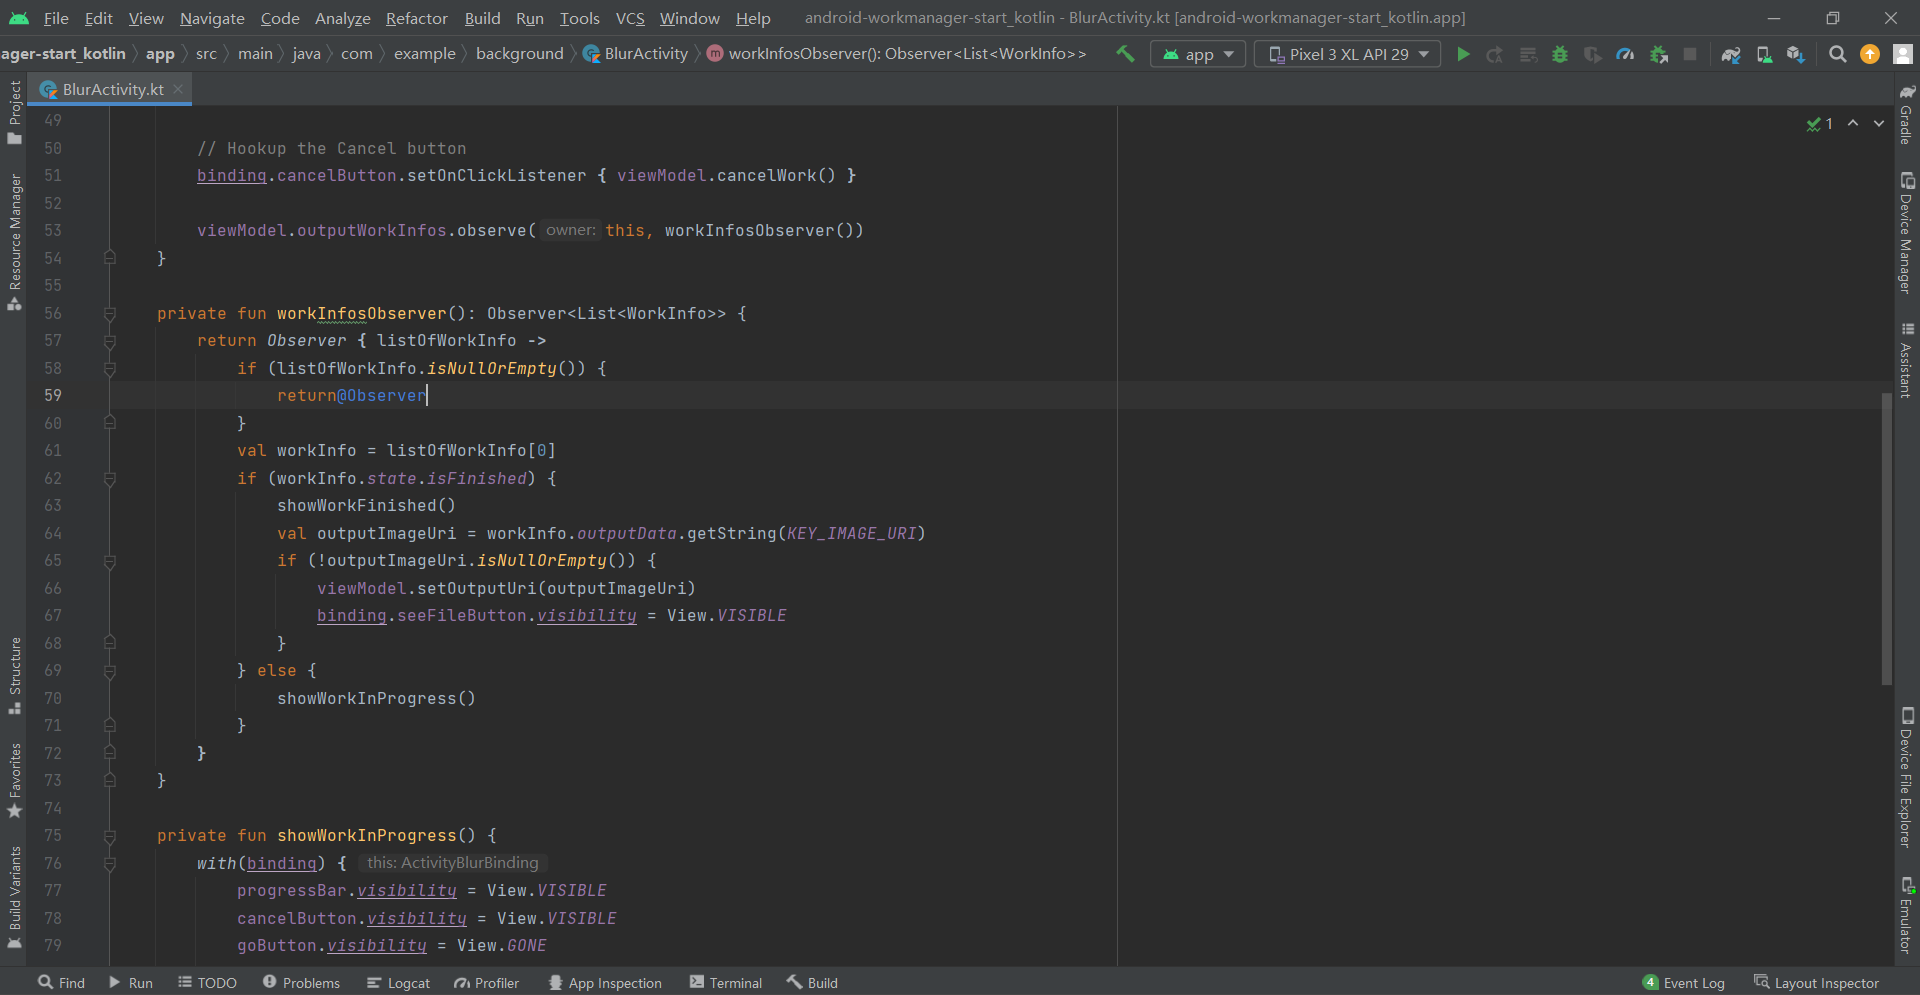 File Edit View Navigate Code Analyze Refactor Build Run Tools VCS Window Help android-workmanager-start_kotlin - BlurActivity.kt [android-workmanager-start_kotlin.app]
ager-start_kotlin app src main java com example background BlurActivity m workInfosObserver(): Observer<List<WorkInfo>> app Pixel 3 XL API 29
BlurActivity.kt
1
49
50 // Hookup the Cancel button
51 binding.cancelButton.setOnClickListener { viewModel.cancelWork() }
52
53 viewModel.outputWorkInfos.observe( owner: this, workInfosObserver())
54 }
55
56 private fun workInfosObserver(): Observer<List<WorkInfo>> {
57 return Observer { listOfWorkInfo ->
58 if (listOfWorkInfo.isNullOrEmpty()) {
59 return@Observer
60 }
61 val workInfo = listOfWorkInfo[0]
62 if (workInfo.state.isFinished) {
63 showWorkFinished()
64 val outputImageUri = workInfo.outputData.getString(KEY_IMAGE_URI)
65 if (!outputImageUri.isNullOrEmpty()) {
66 viewModel.setOutputUri(outputImageUri)
67 binding.seeFileButton.visibility = View.VISIBLE
68 }
69 } else {
70 showWorkInProgress()
71 }
72 }
73 }
74
75 private fun showWorkInProgress() {
76 with(binding) { this: ActivityBlurBinding
77 progressBar.visibility = View.VISIBLE
78 cancelButton.visibility = View.VISIBLE
79 goButton.visibility = View.GONE
Project
Resource Manager
Structure
Favorites
Build Variants
Gradle
Device Manager
Assistant
Device File Explorer
Emulator
Find Run TODO Problems Logcat Profiler App Inspection Terminal Build 4 Event Log Layout Inspector